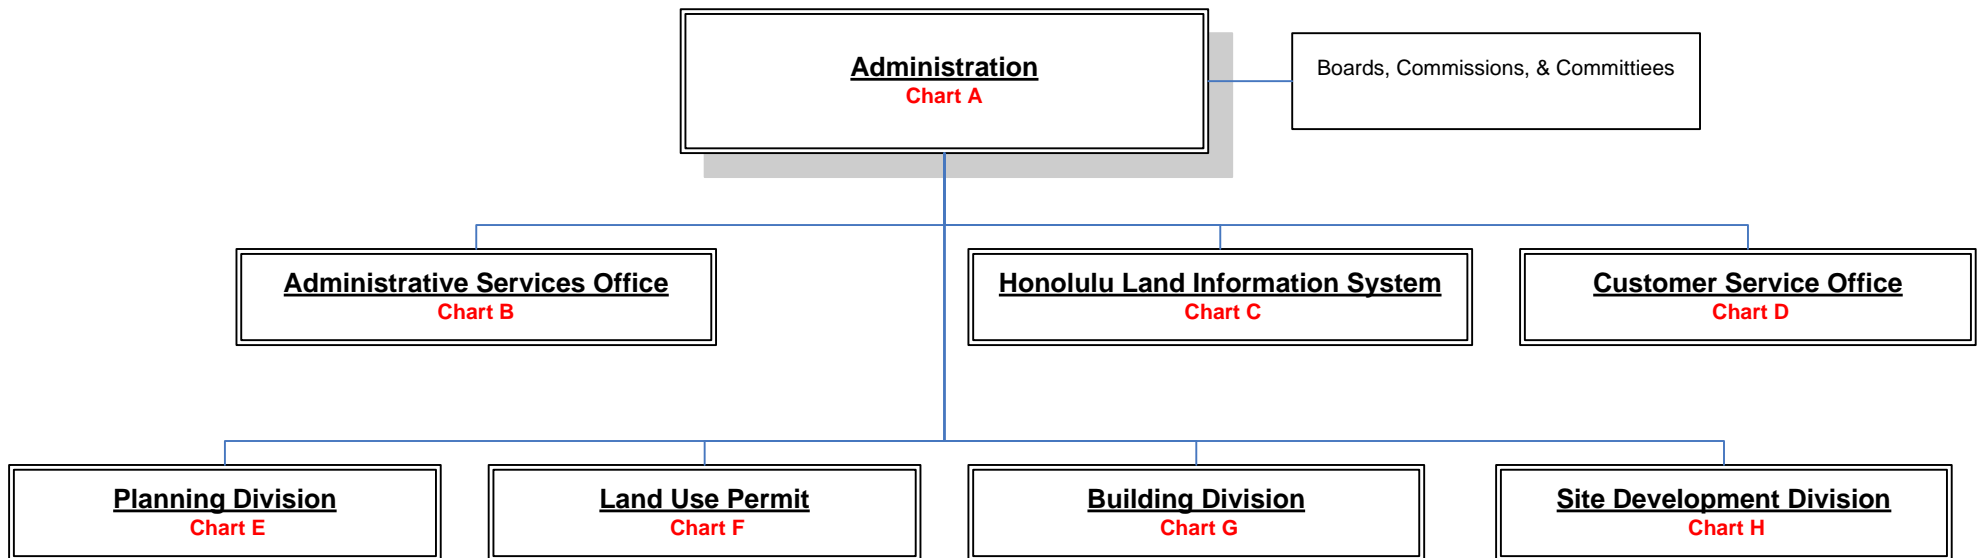 Administration
Chart A
Boards, Commissions, & Committiees
Administrative Services Office
Chart B
Honolulu Land Information System
Chart C
Customer Service Office
Chart D
Planning Division
Chart E
Land Use Permit
Chart F
Building Division
Chart G
Site Development Division
Chart H